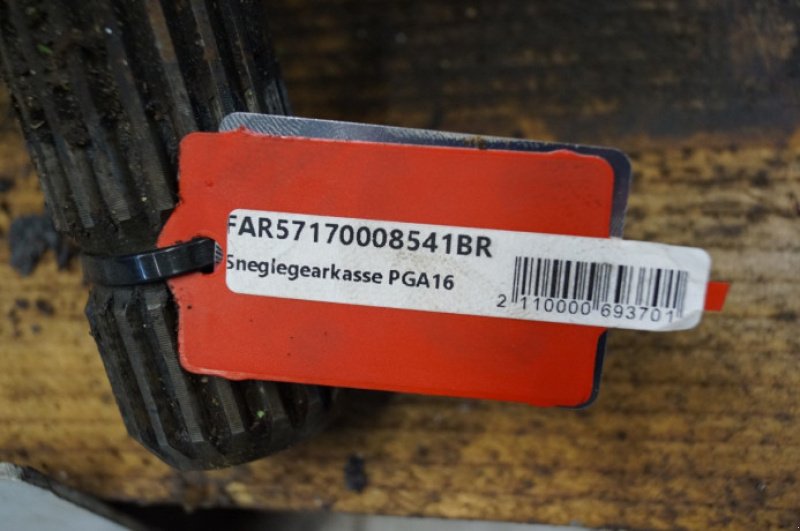 FAR57170008541BR
Sneglegearkasse PGA16
2 110000 693701